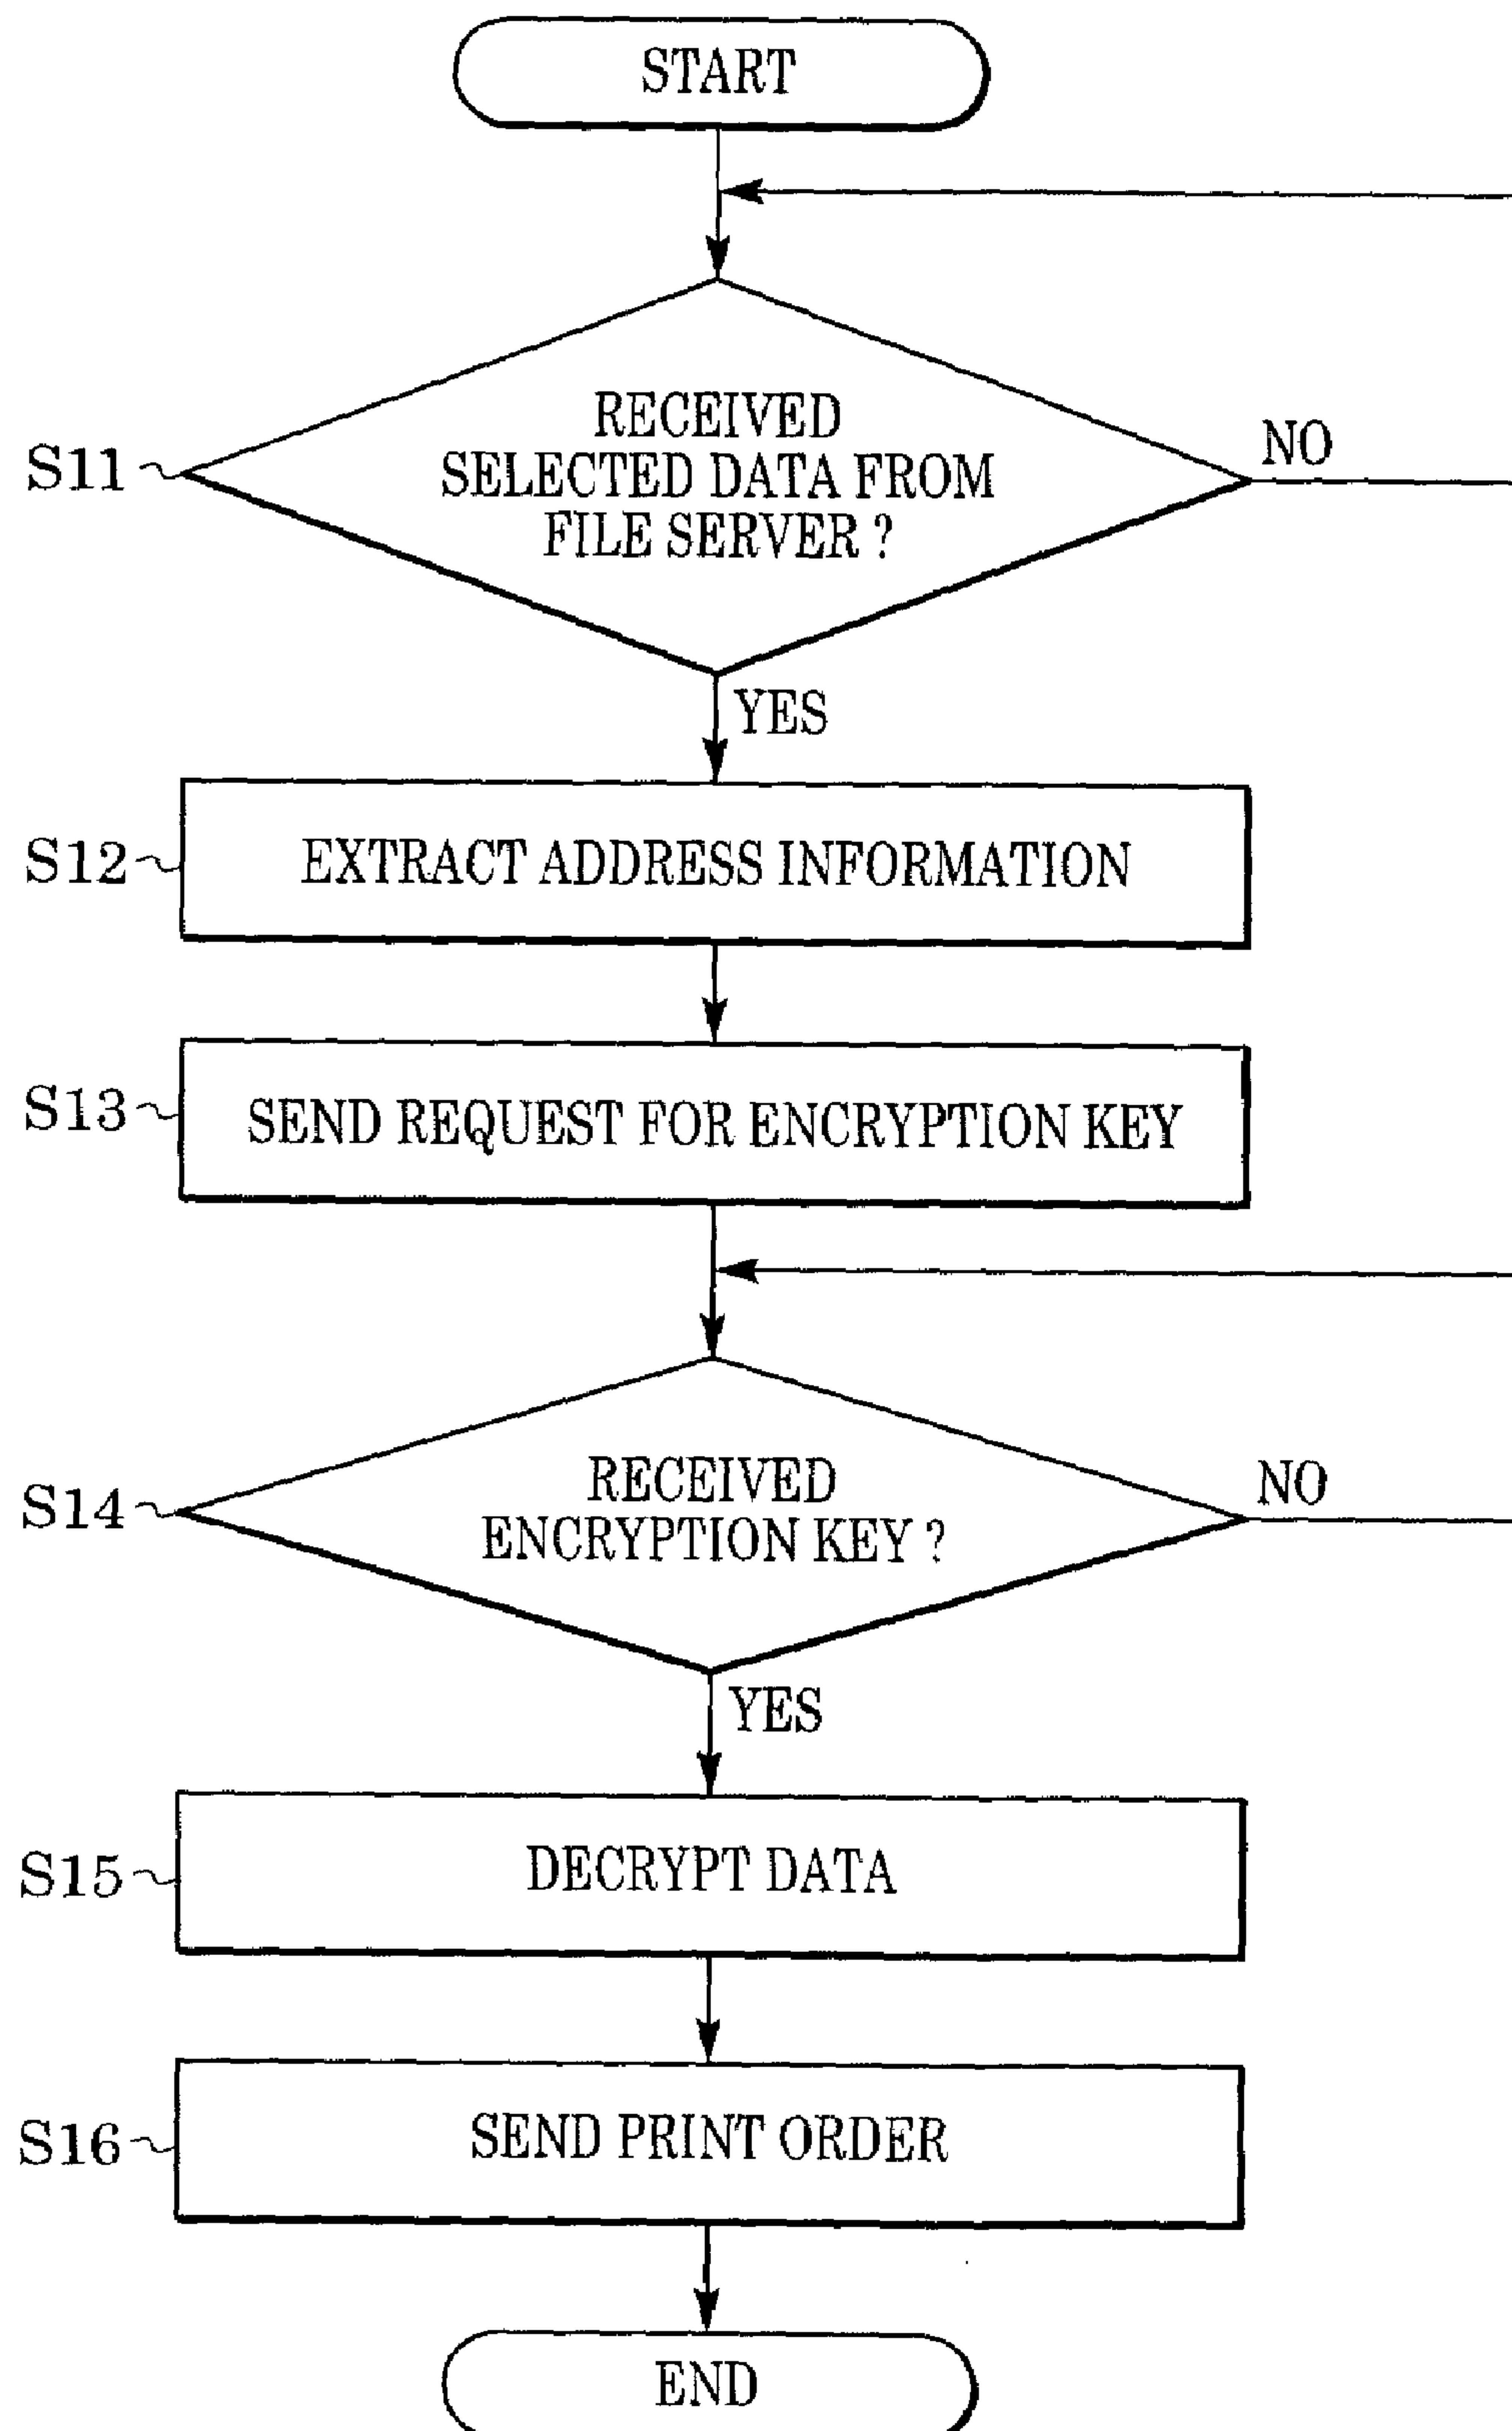 START
RECEIVED
SELECTED DATA FROM
FILE SERVER ?
S11
NO
YES
S12
EXTRACT ADDRESS INFORMATION
S13
SEND REQUEST FOR ENCRYPTION KEY
S14
RECEIVED
ENCRYPTION KEY ?
NO
YES
S15
DECRYPT DATA
S16
SEND PRINT ORDER
END